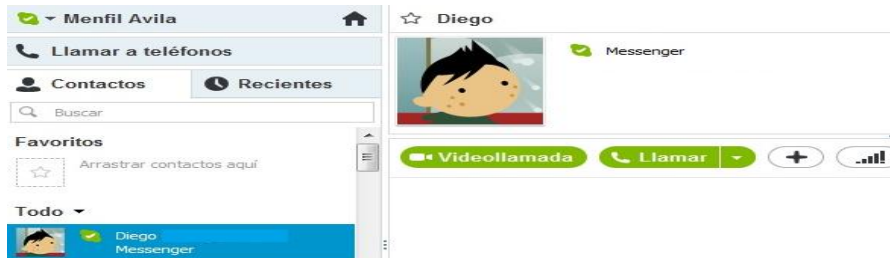 Menfil Avila
Llamar a teléfonos
Contactos
Recientes
Buscar
Favoritos
Arrastrar contactos aquí
Todo
Diego
Messenger
Diego
Messenger
Videollamada
Llamar